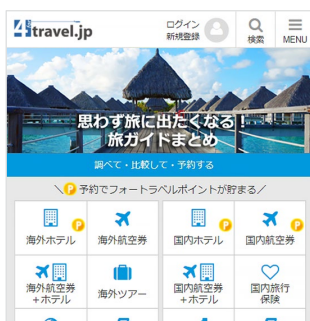 4travel.jp
ログイン
新規登録
検索
MENU
思わず旅に出たくなる！
旅ガイドまとめ
調べて・比較して・予約する
＼P 予約でフォートラベルポイントが貯まる／
海外ホテル
P
海外航空券
国内ホテル
P
国内航空券
P
海外航空券
+ホテル
海外ツアー
国内航空券
+ホテル
国内旅行
保険